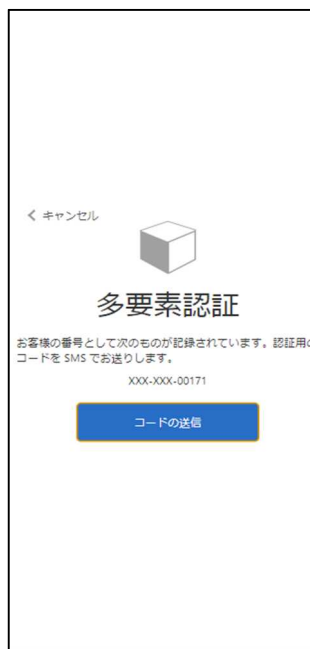 キャンセル
多要素認証
お客様の番号として次のものが記録されています。認証用の
コードを SMS でお送りします。
XXX-XXX-00171
コードの送信